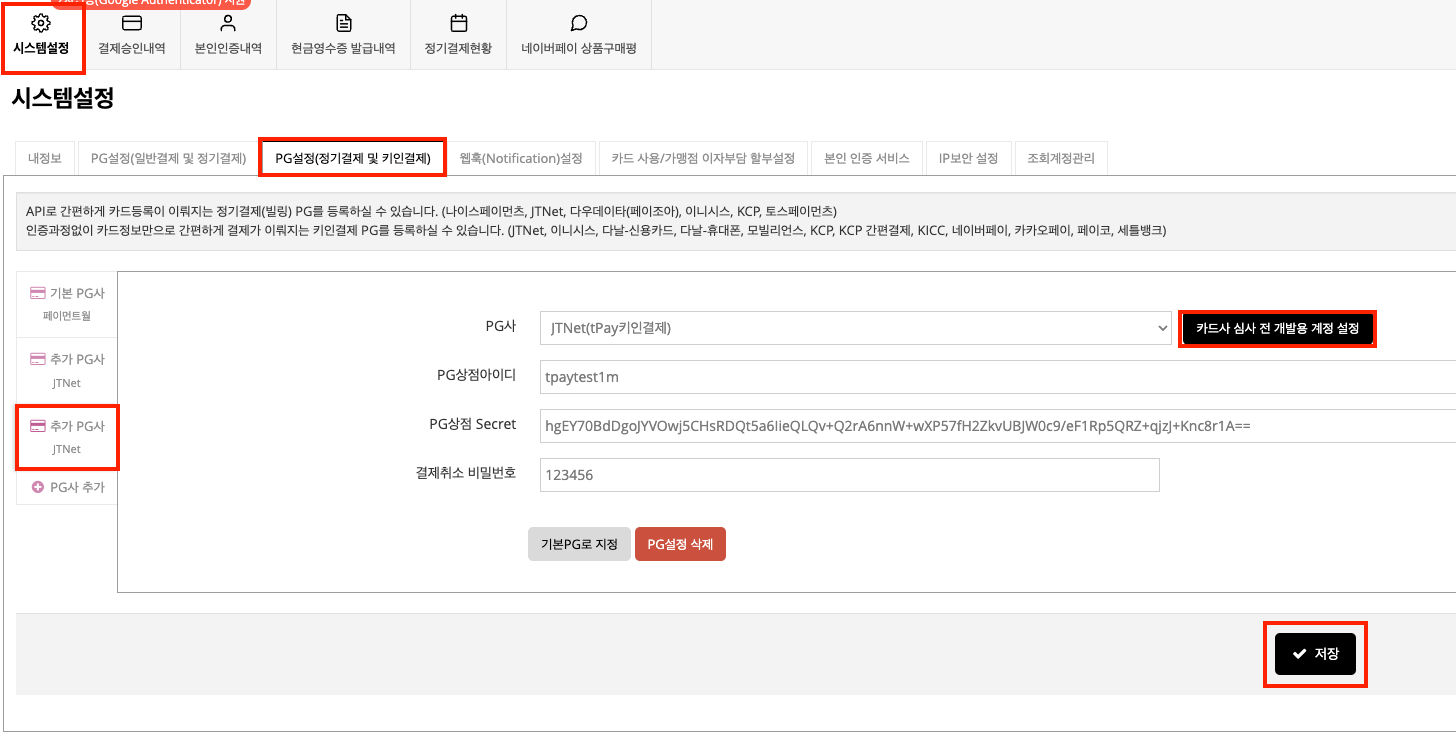 (Google Authenticator) 지원
시스템설정
결제승인내역
본인인증내역
현금영수증 발급내역
정기결제현황
네이버페이 상품구매평
시스템설정
내정보
PG설정(일반결제 및 정기결제)
PG설정(정기결제 및 키인결제)
웹훅(Notification)설정
카드 사용/가맹점 이자부담 할부설정
본인 인증 서비스
IP보안 설정
조회계정관리
API로 간편하게 카드등록이 이뤄지는 정기결제(빌링) PG를 등록하실 수 있습니다. (나이스페이먼츠, JTNet, 다우데이타(페이조아), 이니시스, KCP, 토스페이먼츠)
인증과정없이 카드정보만으로 간편하게 결제가 이뤄지는 키인결제 PG를 등록하실 수 있습니다. (JTNet, 이니시스, 다날-신용카드, 다날-휴대폰, 모빌리언스, KCP, KCP 간편결제, KICC, 네이버페이, 카카오페이, 페이코, 세틀뱅크)
기본 PG사
페이먼트월
추가 PG사
JTNet
추가 PG사
JTNet
PG사 추가
PG사
JTNet(tPay키인결제)
카드사 심사 전 개발용 계정 설정
PG상점아이디
tpaytest1m
PG상점 Secret
hgEY70BdDgoJYVOwj5CHsRDQt5a6IieQLQv+Q2rA6nnW+wXP57fH2ZkvUBJW0c9/eF1Rp5QRZ+qjzJ+Knc8r1A==
결제취소 비밀번호
123456
기본PG로 지정
PG설정 삭제
저장